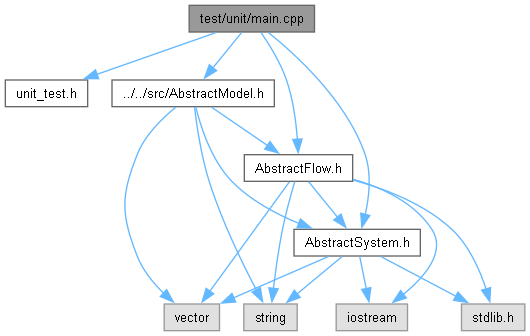 test/unit/main.cpp
unit_test.h
../../src/AbstractModel.h
AbstractFlow.h
AbstractSystem.h
vector
string
iostream
stdlib.h